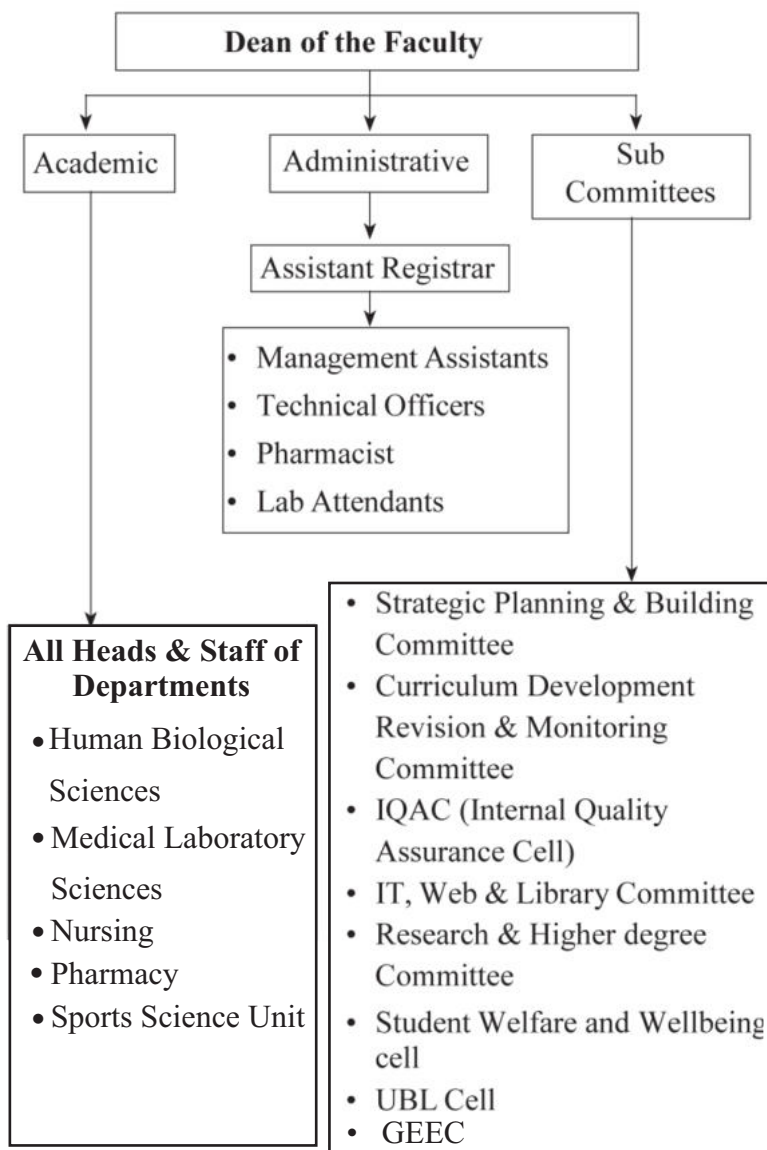 Dean of the Faculty
Academic
Administrative
Sub
Committees
Assistant Registrar
• Management Assistants
• Technical Officers
• Pharmacist
• Lab Attendants
All Heads & Staff of
Departments
• Human Biological
Sciences
• Medical Laboratory
Sciences
• Nursing
• Pharmacy
• Sports Science Unit
• Strategic Planning & Building
Committee
• Curriculum Development
Revision & Monitoring
Committee
• IQAC (Internal Quality
Assurance Cell)
• IT, Web & Library Committee
• Research & Higher degree
Committee
• Student Welfare and Wellbeing
cell
• UBL Cell
• GEEC